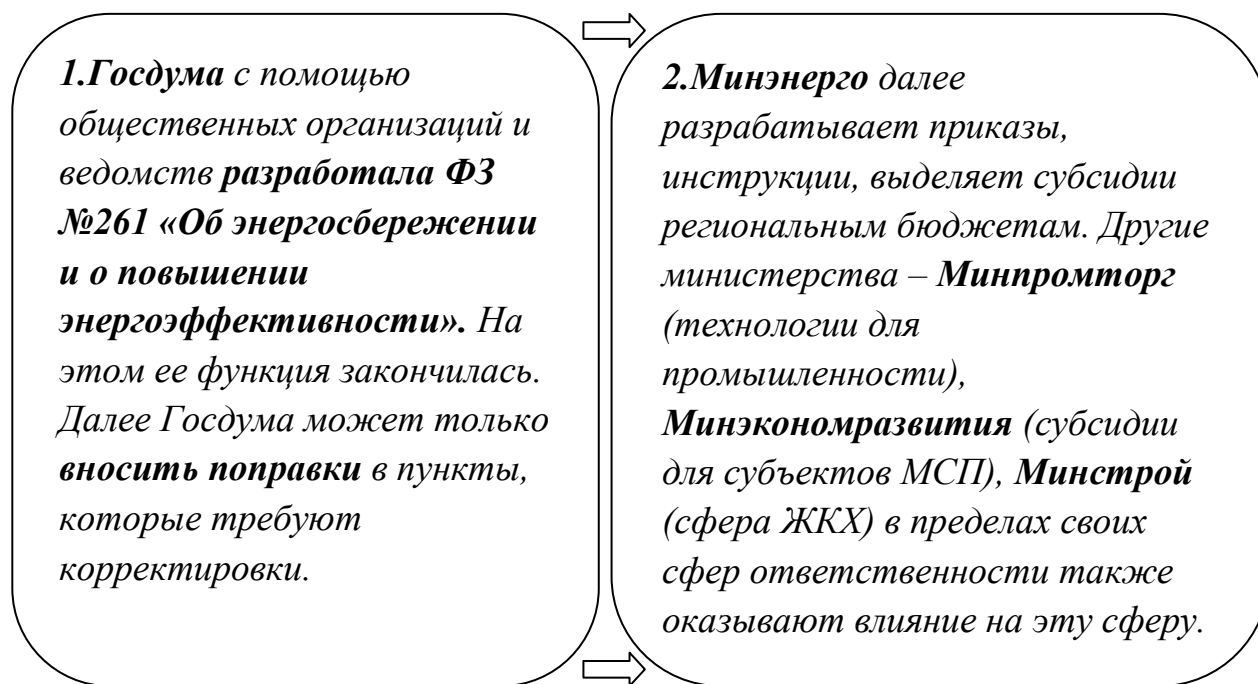 1.Госдума с помощью
общественных организаций и
ведомств разработала ФЗ
№261 «Об энергосбережении
и о повышении
энергоэффективности». На
этом ее функция закончилась.
Далее Госдума может только
вносить поправки в пункты,
которые требуют
корректировки.
2.Минэнерго далее
разрабатывает приказы,
инструкции, выделяет субсидии
региональным бюджетам. Другие
министерства – Минпромторг
(технологии для
промышленности),
Минэкономразвития (субсидии
для субъектов МСП), Минстрой
(сфера ЖКХ) в пределах своих
сфер ответственности также
оказывают влияние на эту сферу.